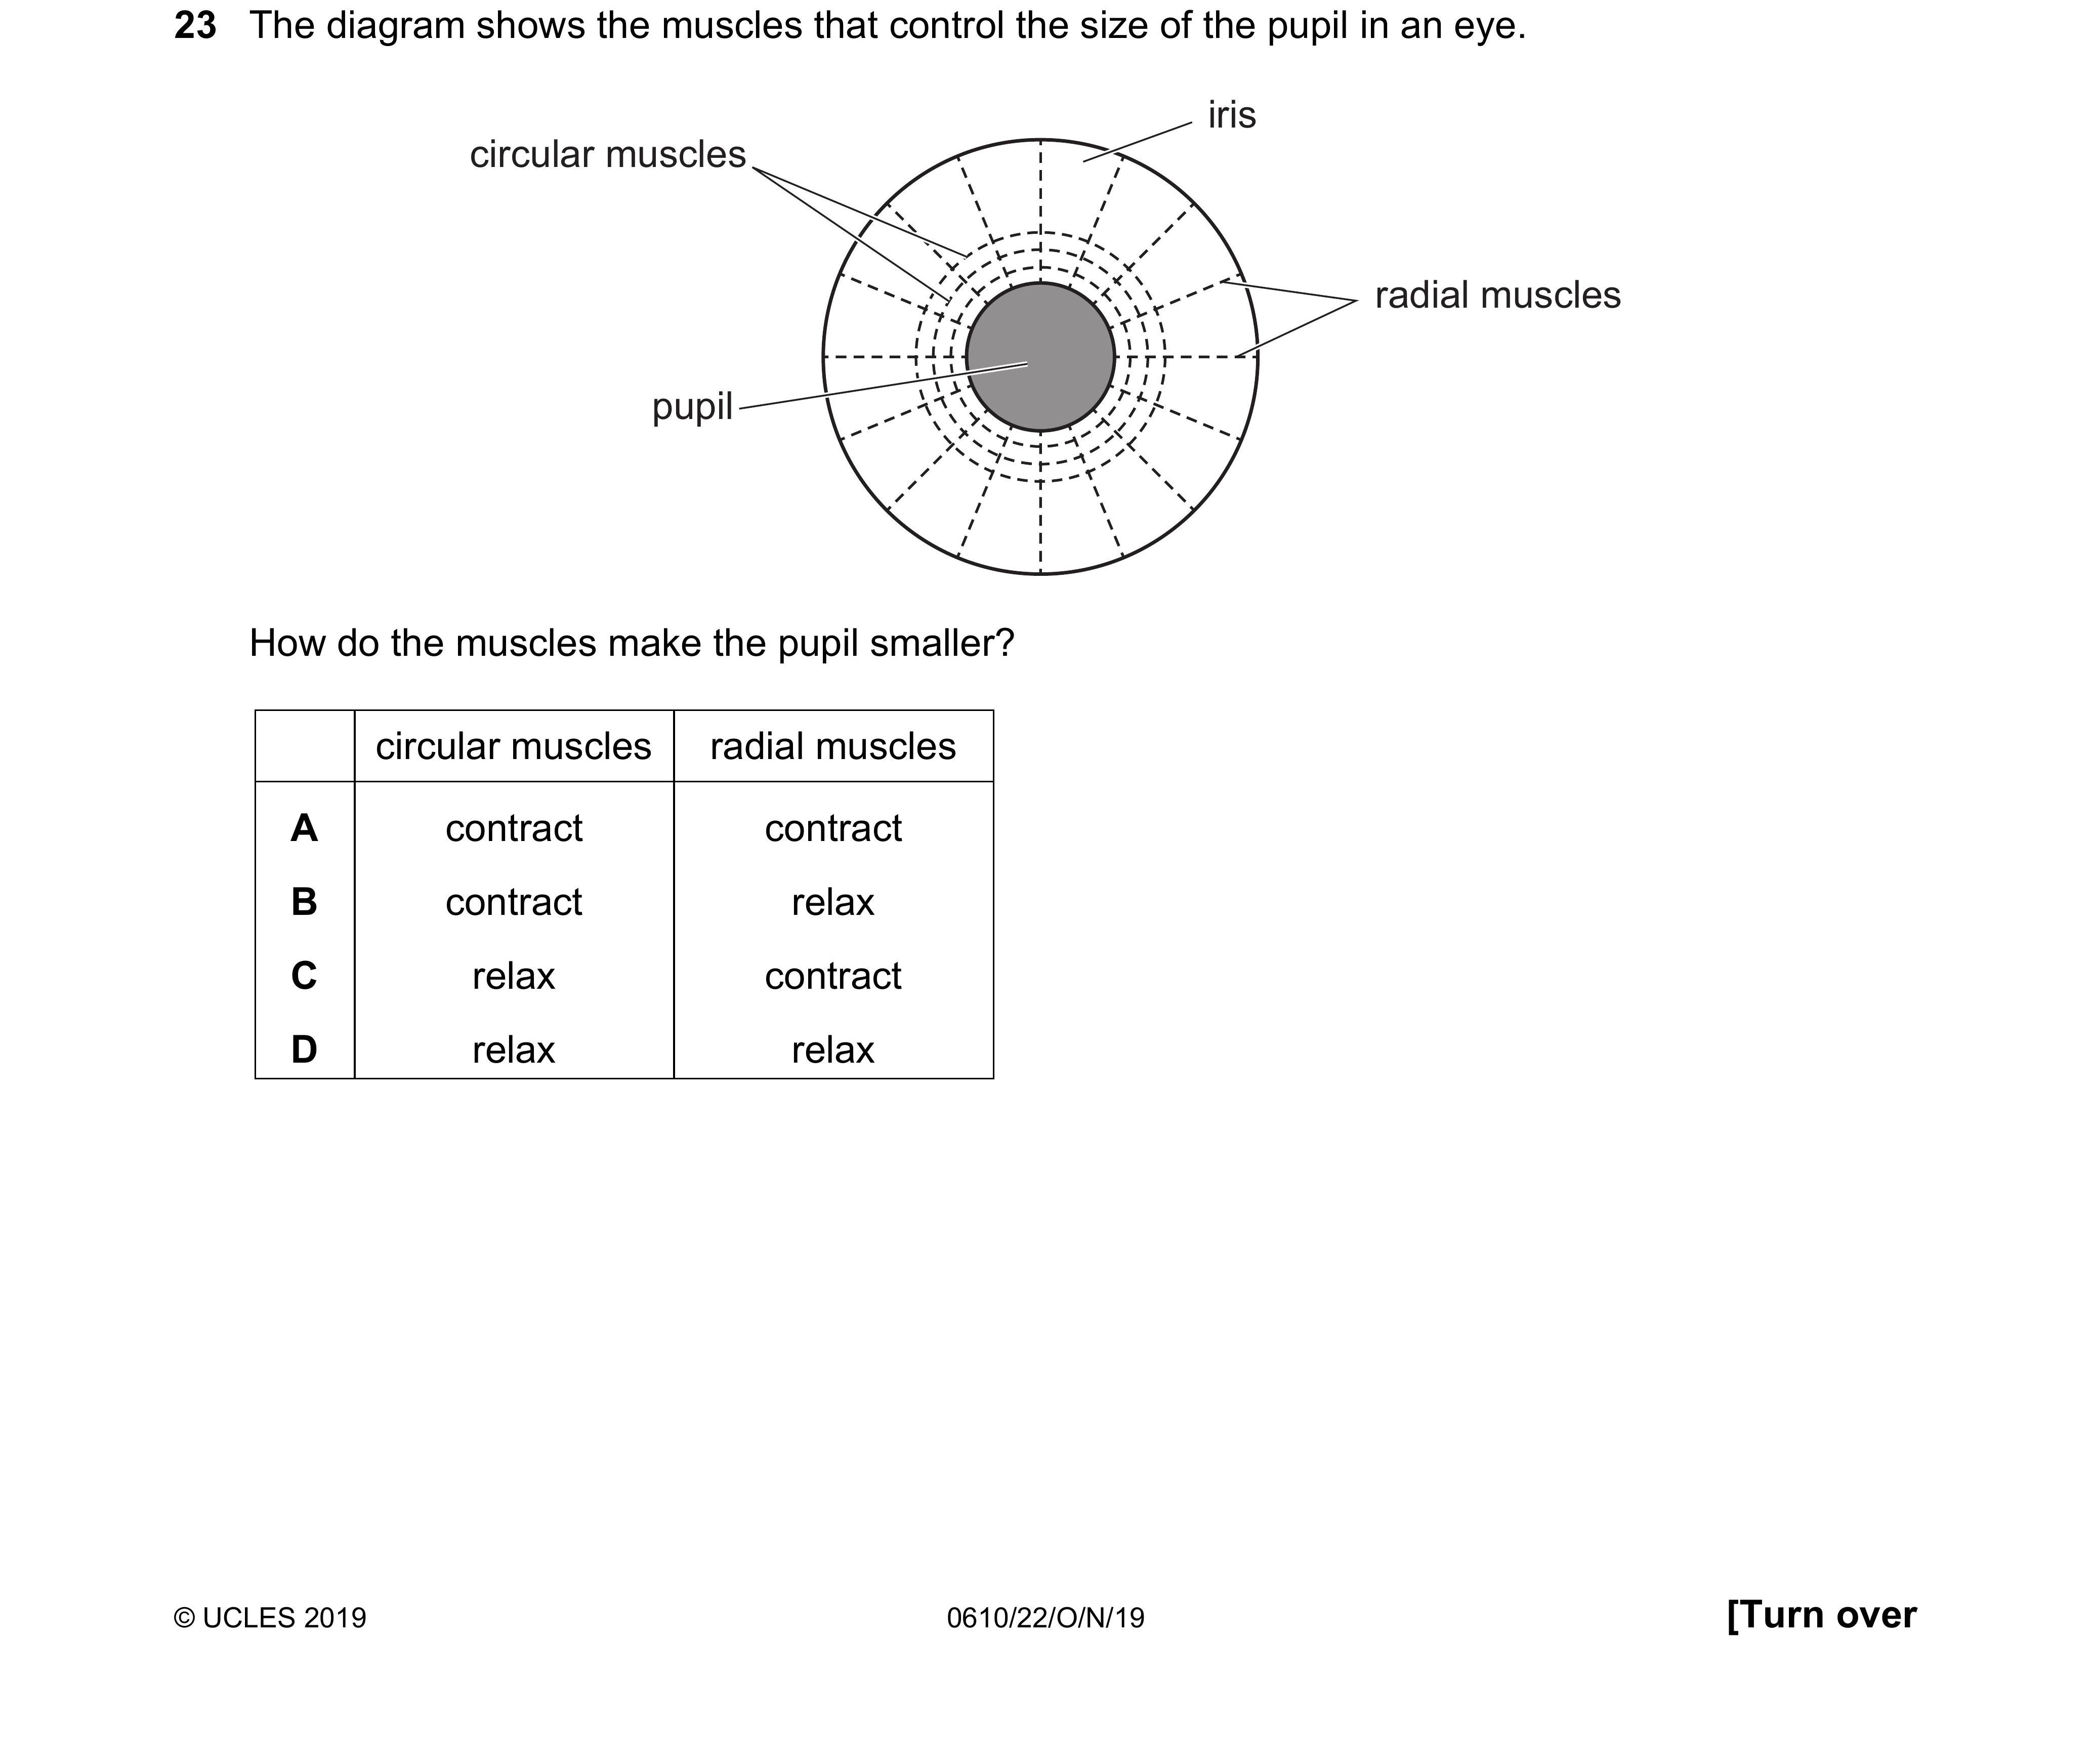 23 The diagram shows the muscles that control the size of the pupil in an eye.
iris
circular muscles
radial muscles
pupil
How do the muscles make the pupil smaller?
circular muscles radial muscles
A contract contract
B contract relax
C relax contract
D relax relax
© UCLES 2019 0610/22/O/N/19 [Turn over